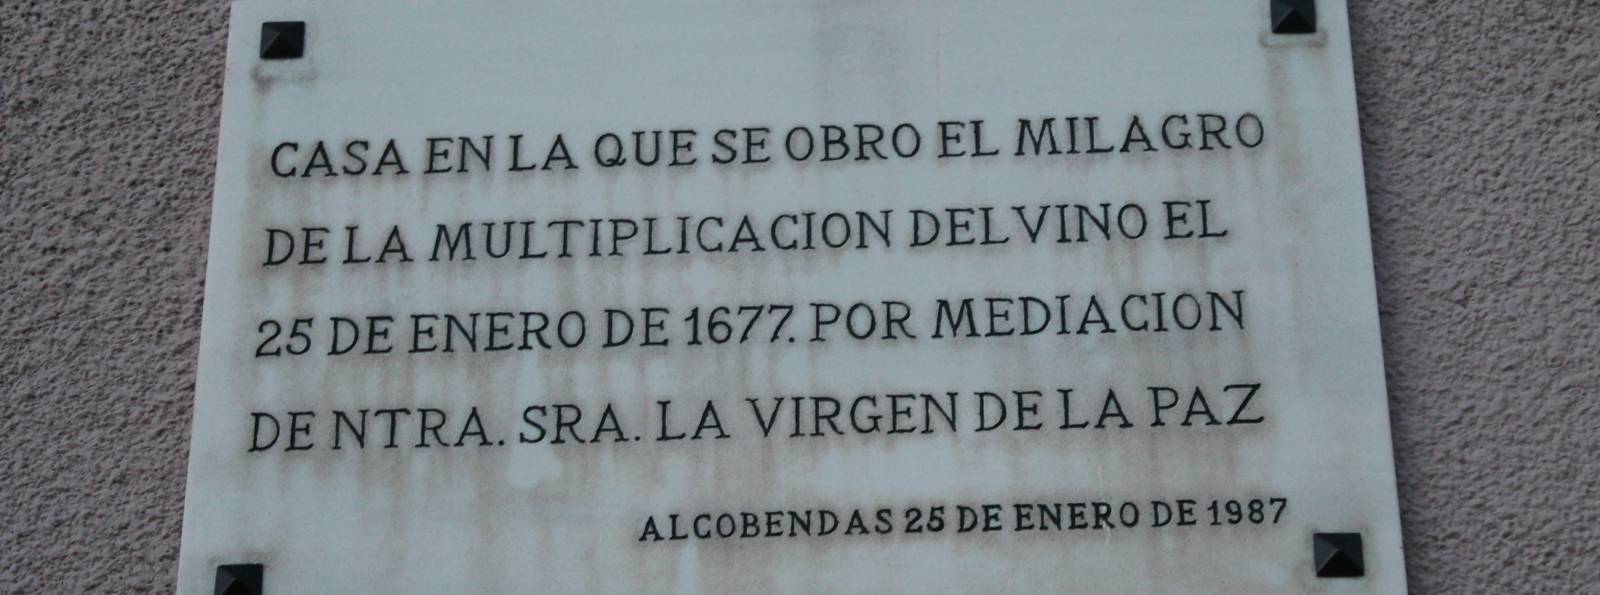 CASA EN LA QUE SE OBRO EL MILAGRO
DE LA MULTIPLICACION DEL VINO EL
25 DE ENERO DE 1677. POR MEDIACION
DE NTRA. SRA. LA VIRGEN DE LA PAZ
ALCOBENDAS 25 DE ENERO DE 1987